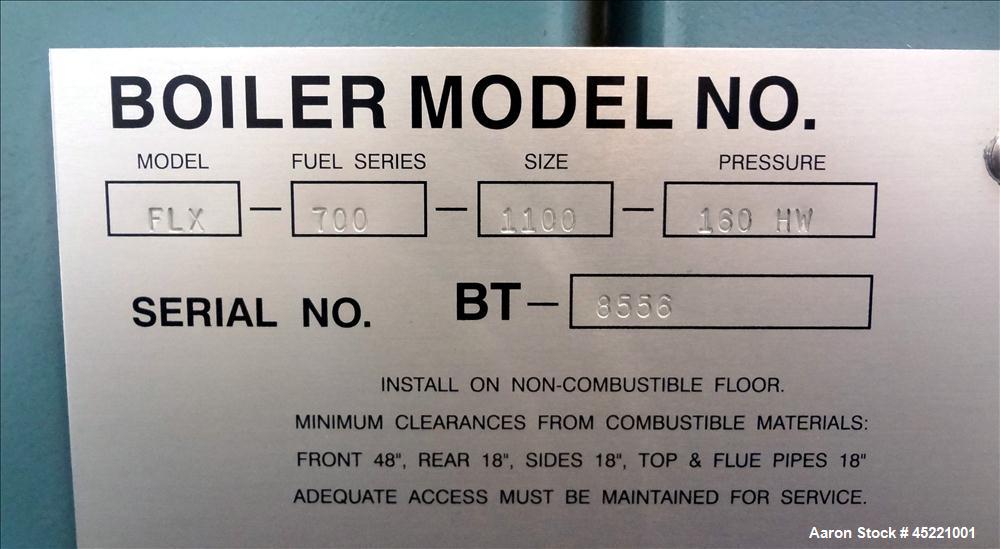 BOILER MODEL NO.
MODEL FUEL SERIES SIZE PRESSURE
FLX — 700 — 1100 — 160 HW
SERIAL NO. BT— 8556
INSTALL ON NON-COMBUSTIBLE FLOOR.
MINIMUM CLEARANCES FROM COMBUSTIBLE MATERIALS:
FRONT 48", REAR 18", SIDES 18", TOP & FLUE PIPES 18"
ADEQUATE ACCESS MUST BE MAINTAINED FOR SERVICE.
Aaron Stock # 45221001